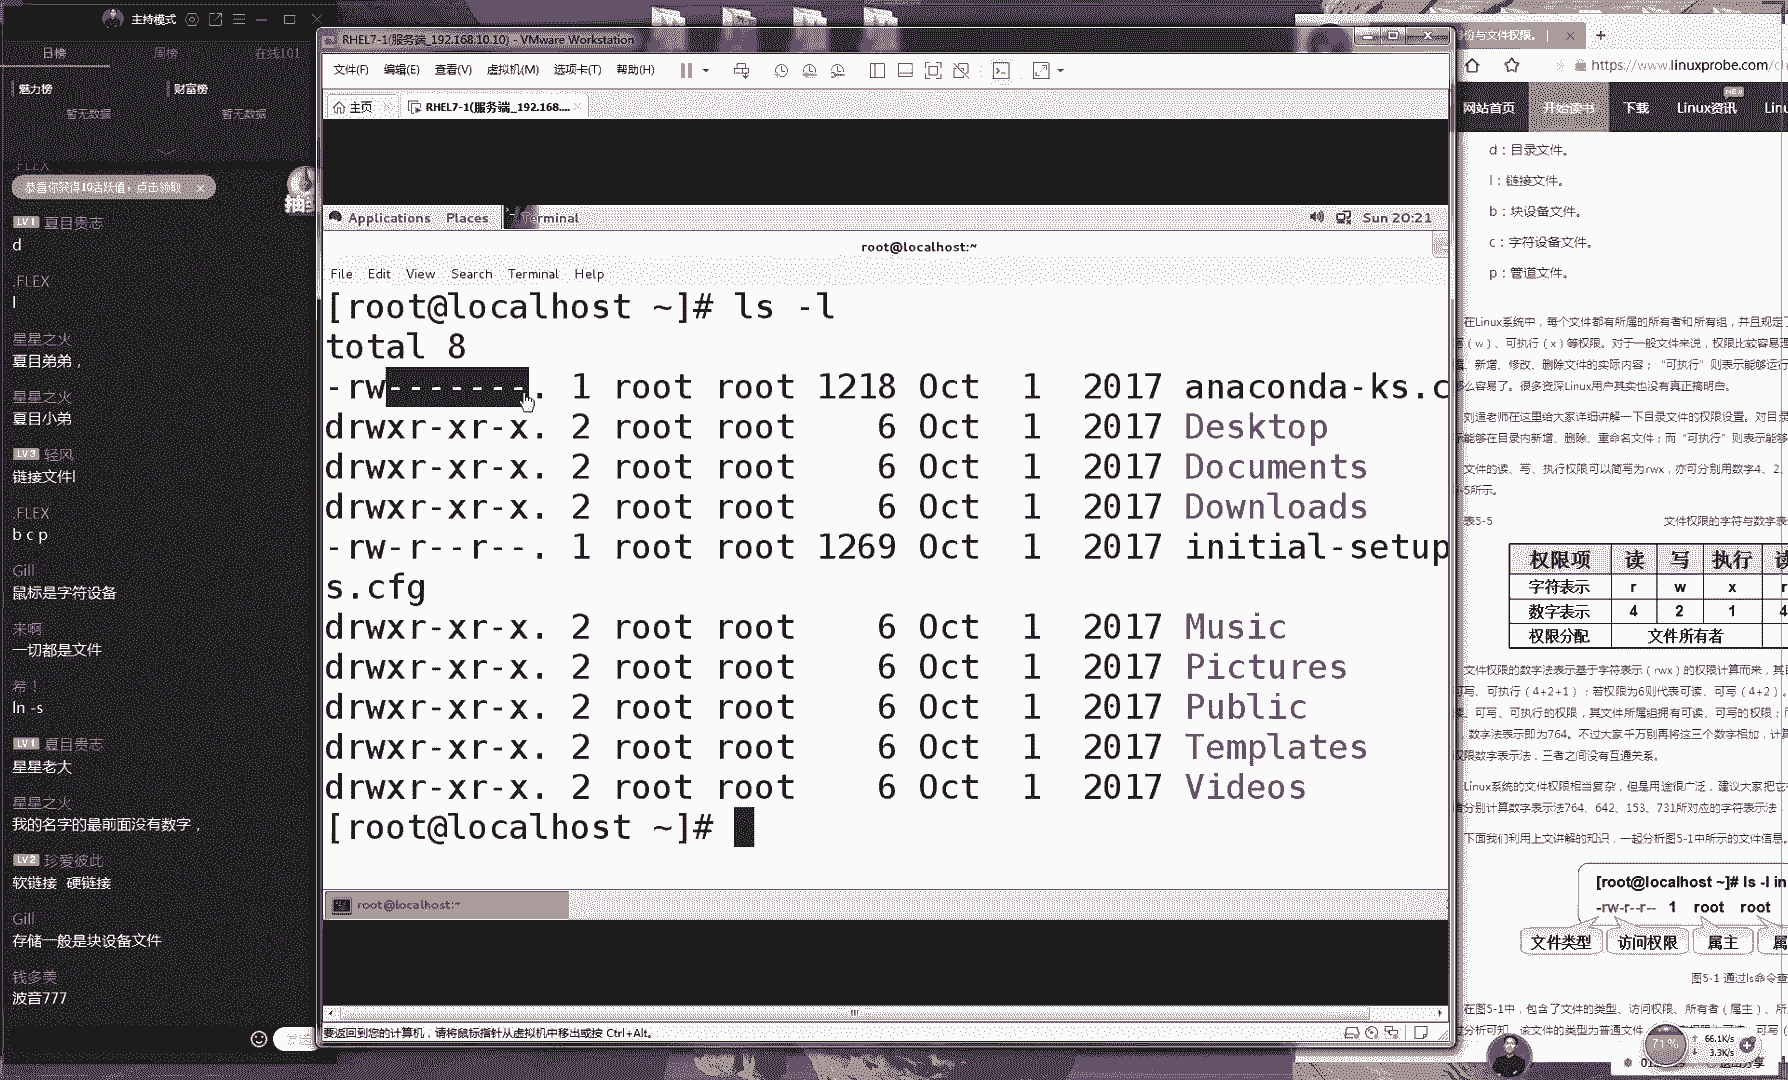 主持模式
日榜
周榜
在线101
魅力榜
财富榜
暂无数据
暂无数据
.FLEX
恭喜你获得10活跃值，点击领取
LV1 夏目贵志
d
.FLEX
l
星星之火
夏目弟弟，
星星之火
夏目小弟
LV3 轻风
链接文件l
.FLEX
b c p
Gill
鼠标是字符设备
来啊
一切都是文件
希！
ln -s
LV1 夏目贵志
星星老大
星星之火
我的名字的最前面没有数字，
LV2 珍爱彼此
软链接 硬链接
Gill
存储一般是块设备文件
钱多美
波音777
RHEL7-1(服务端_192.168.10.10) - VMware Workstation
文件(F) 编辑(E) 查看(V) 虚拟机(M) 选项卡(T) 帮助(H)
主页
RHEL7-1(服务端_192.168....
Applications Places Terminal
Sun 20:21
root@localhost:~
File Edit View Search Terminal Help
[root@localhost ~]# ls -l
total 8
-rw-------. 1 root root 1218 Oct 1 2017 anaconda-ks.c
drwxr-xr-x. 2 root root 6 Oct 1 2017 Desktop
drwxr-xr-x. 2 root root 6 Oct 1 2017 Documents
drwxr-xr-x. 2 root root 6 Oct 1 2017 Downloads
-rw-r--r--. 1 root root 1269 Oct 1 2017 initial-setup
s.cfg
drwxr-xr-x. 2 root root 6 Oct 1 2017 Music
drwxr-xr-x. 2 root root 6 Oct 1 2017 Pictures
drwxr-xr-x. 2 root root 6 Oct 1 2017 Public
drwxr-xr-x. 2 root root 6 Oct 1 2017 Templates
drwxr-xr-x. 2 root root 6 Oct 1 2017 Videos
[root@localhost ~]#
root@localhost:~
要返回到您的计算机，请将鼠标指针从虚拟机中移出或按 Ctrl+Alt。
份与文件权限。 |
https://www.linuxprobe.com/c
网站首页 开始读书 下载 Linux资讯 Lin
d：目录文件。
l：链接文件。
b：块设备文件。
c：字符设备文件。
p：管道文件。
在Linux系统中，每个文件都有所属的所有者和所有组，并且规定了
（w）、可执行（x）等权限。对于一般文件来说，权限比较容易理
、新增、修改、删除文件的实际内容；“可执行”则表示能够运行
么容易了。很多资深Linux用户其实也没有真正搞明白。
刘遄老师在这里给大家详细讲解一下目录文件的权限设置。对目录
示能够在目录内新增、删除、重命名文件；而“可执行”则表示能够
文件的读、写、执行权限可以简写为rwx，亦可分别用数字4、2、
-5所示。
表5-5 文件权限的字符与数字表
权限项 读 写 执行 读
字符表示 r w x r
数字表示 4 2 1 4
权限分配 文件所有者
文件权限的数字法表示基于字符表示（rwx）的权限计算而来，其目
可写、可执行（4+2+1）；若权限为6则代表可读、可写（4+2）。
读、可写、可执行的权限，其文件所属组拥有可读、可写的权限；而
，数字法表示即为764。不过大家千万别再将这三个数字相加，计算
权限数字表示法，三者之间没有互通关系。
Linux系统的文件权限相当复杂，但是用途很广泛，建议大家把它
分别计算数字表示法764、642、153、731所对应的字符表示法，
下面我们利用上文讲解的知识，一起分析图5-1中所示的文件信息。
[root@localhost ~]# ls -l in
-rw-r--r-- 1 root root
文件类型 访问权限 属主 属
图5-1 通过ls命令查
在图5-1中，包含了文件的类型、访问权限、所有者（属主）、所
过分析可知，该文件的类型为普通文件
71%
66.1K/s
3.3K/s